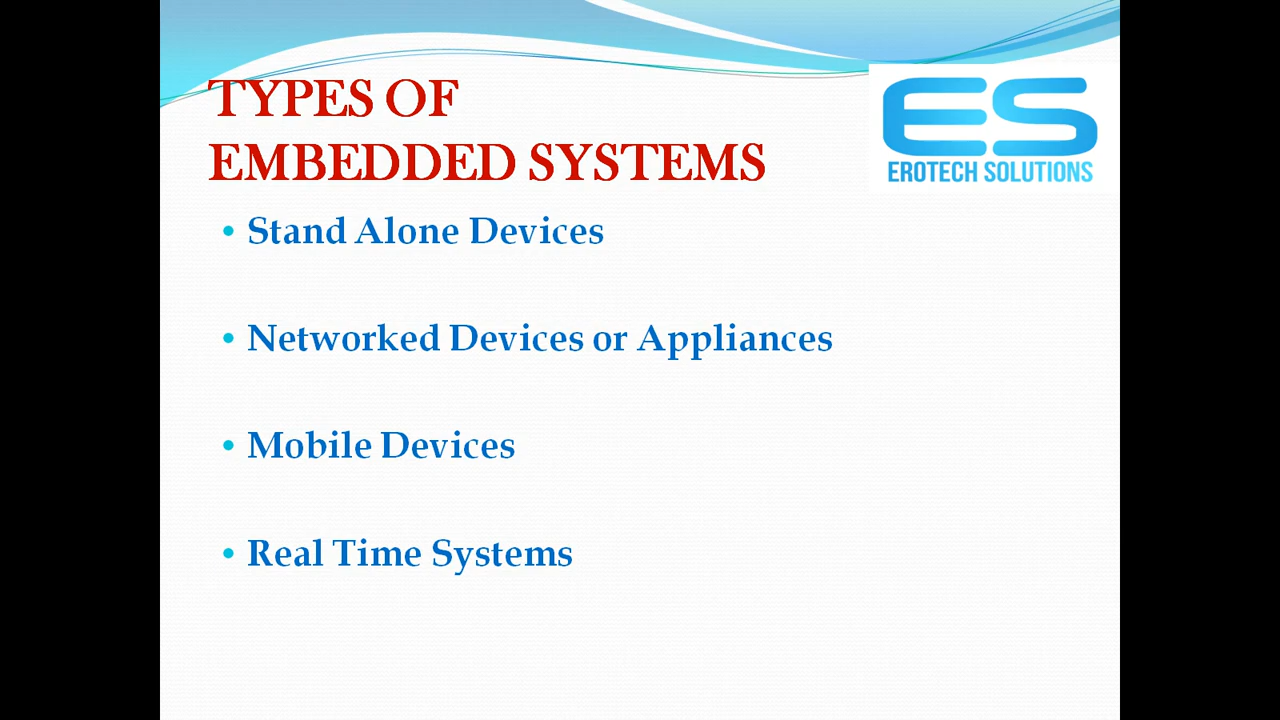 TYPES OF
EMBEDDED SYSTEMS
ES
EROTECH SOLUTIONS
• Stand Alone Devices
• Networked Devices or Appliances
• Mobile Devices
• Real Time Systems